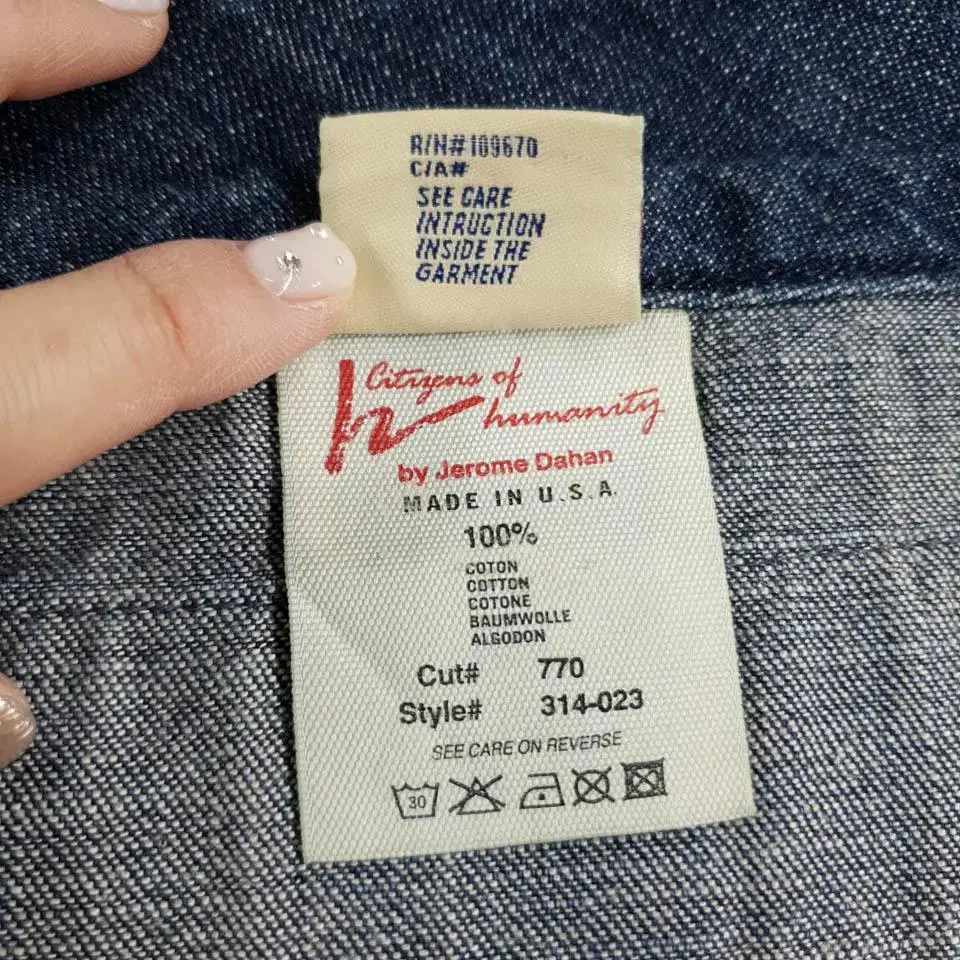 R/N# 109670
C/A#
SEE CARE
INTRUCTION
INSIDE THE
GARMENT
Citizens of
humanity
by Jerome Dahan
MADE IN U.S.A.
100%
COTON
COTTON
COTONE
BAUMWOLLE
ALGODON
Cut# 770
Style# 314-023
SEE CARE ON REVERSE
30